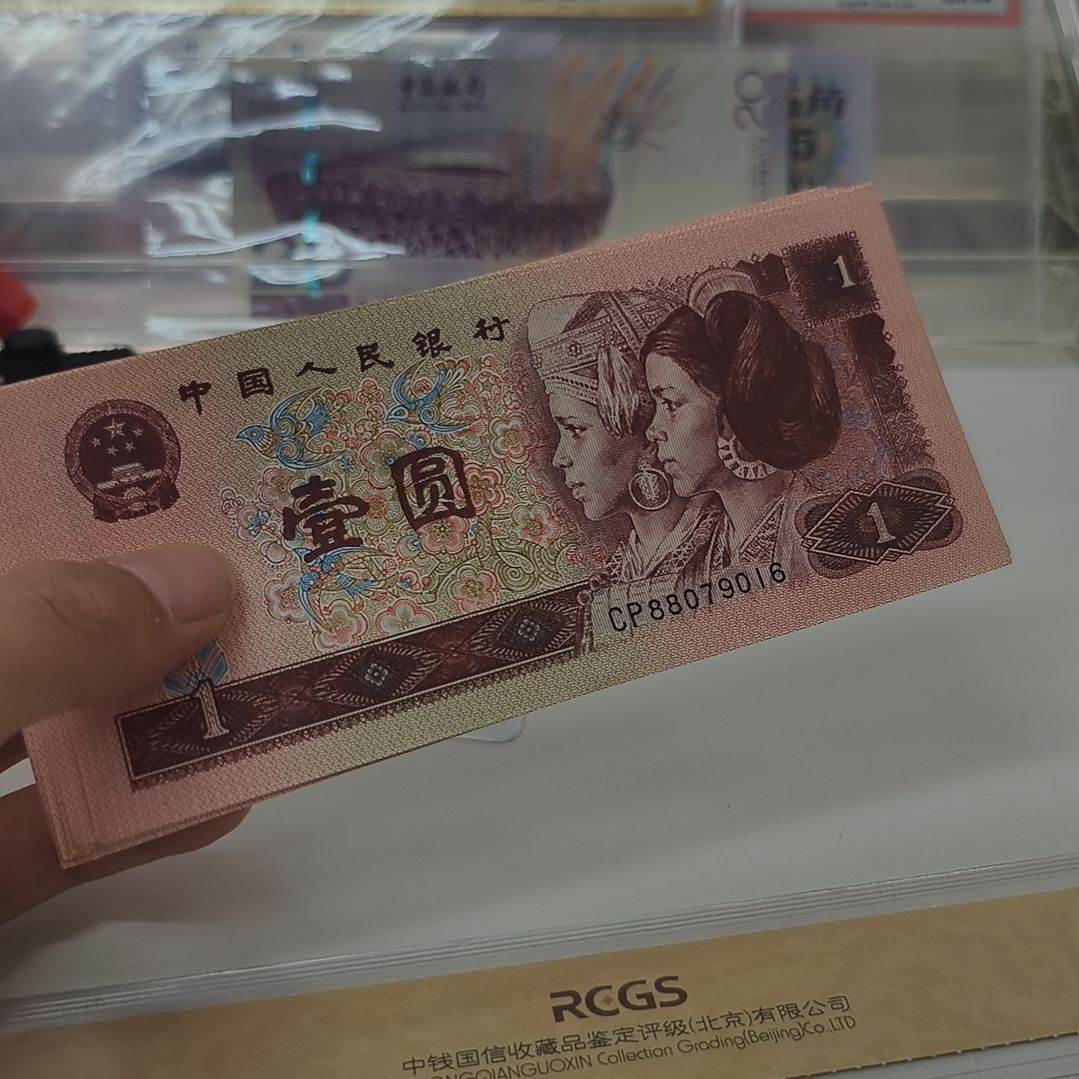 中国人民银行
1
壹圆
1
CP88079016
1
RCGS
中钱国信收藏品鉴定评级(北京)有限公司
Collection Grading(Beijing)Co.,LTD